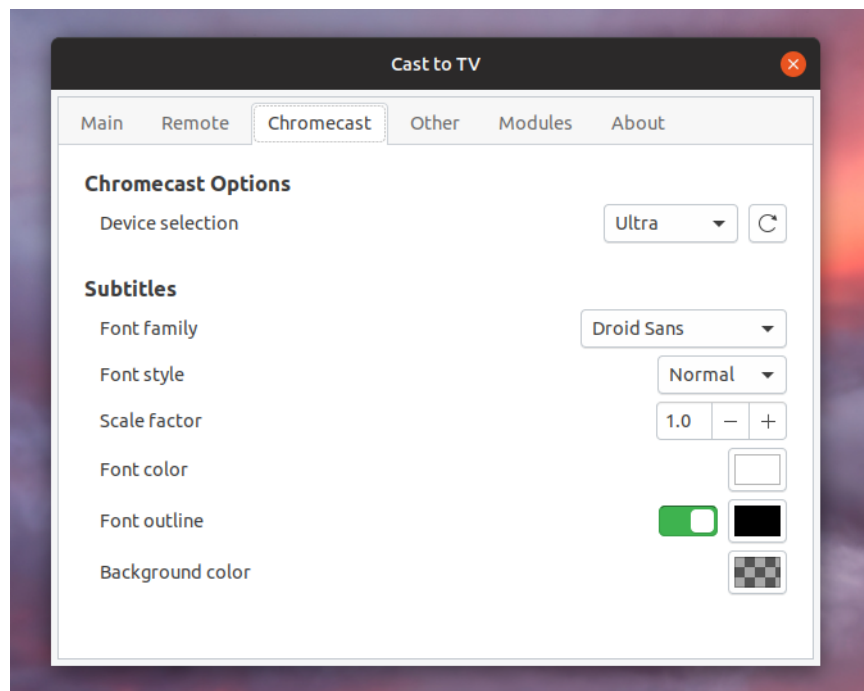 Cast to TV
Main Remote Chromecast Other Modules About
Chromecast Options
Device selection Ultra
Subtitles
Font family Droid Sans
Font style Normal
Scale factor 1.0 − +
Font color
Font outline
Background color